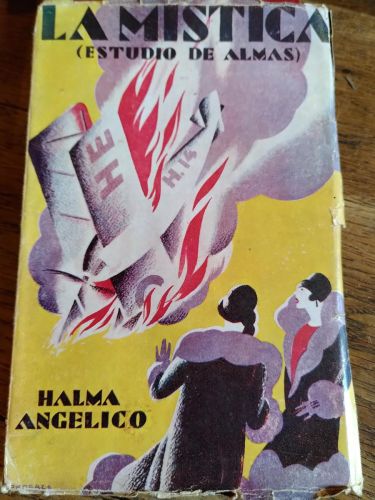 LA MISTICA
(ESTUDIO DE ALMAS)
HE
H.14
HALMA
ANGELICO